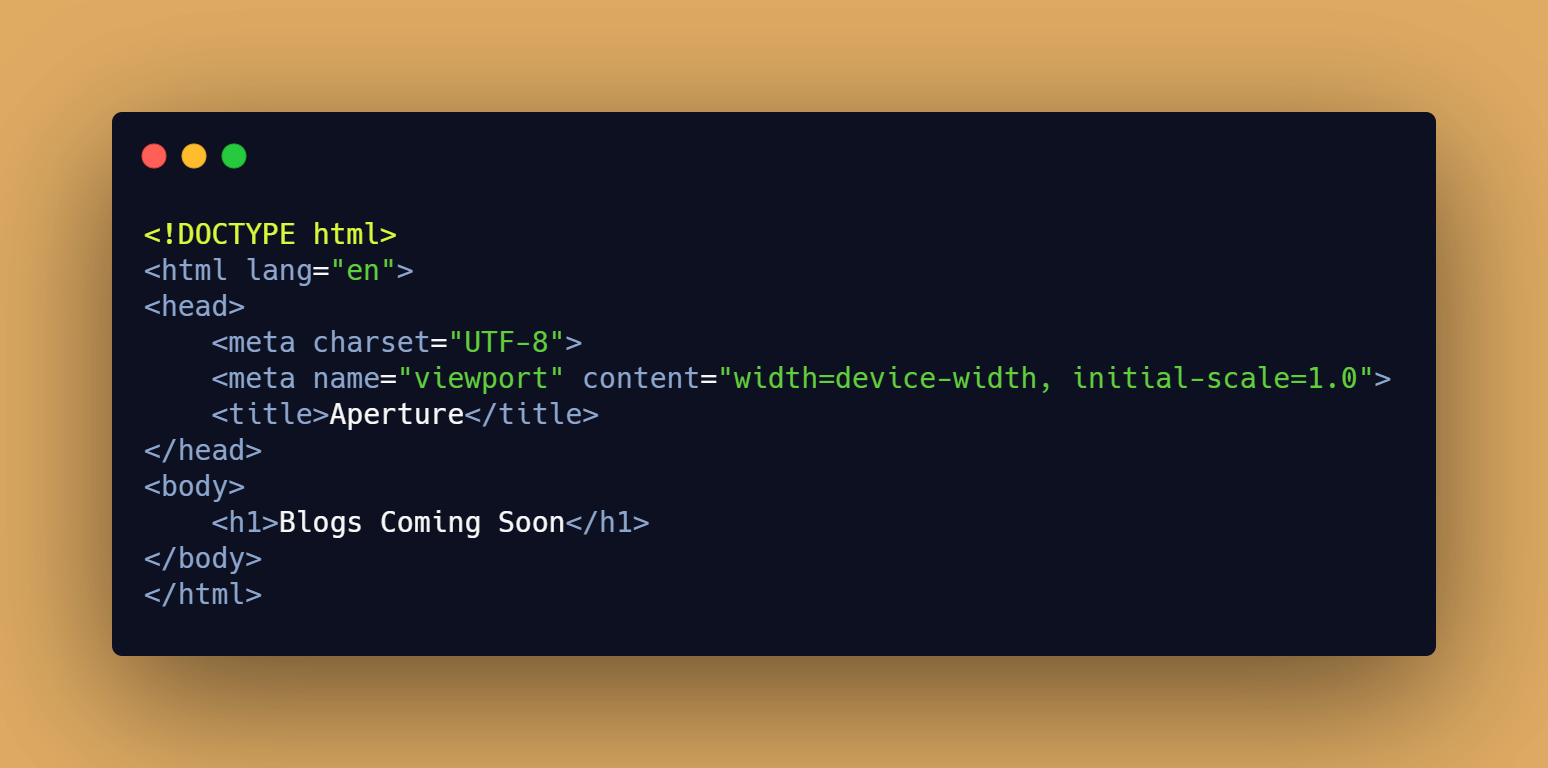 <!DOCTYPE html>
<html lang="en">
<head>
    <meta charset="UTF-8">
    <meta name="viewport" content="width=device-width, initial-scale=1.0">
    <title>Aperture</title>
</head>
<body>
    <h1>Blogs Coming Soon</h1>
</body>
</html>